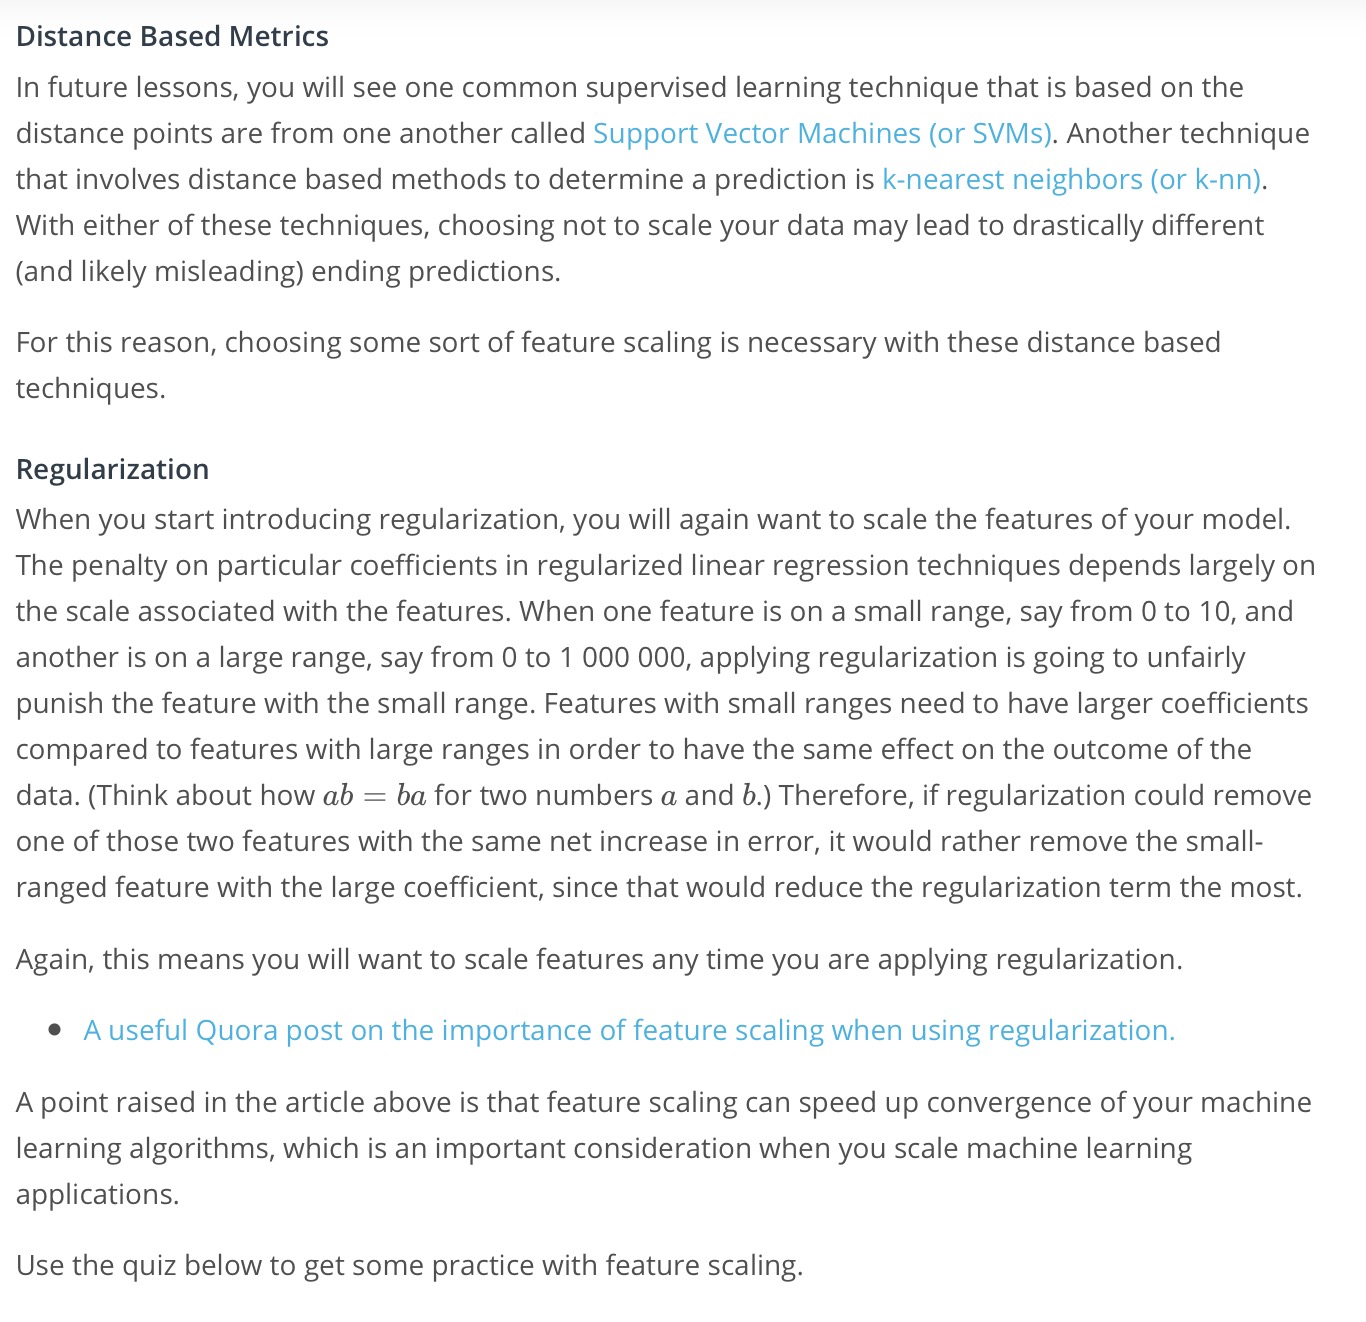 Distance Based Metrics
In future lessons, you will see one common supervised learning technique that is based on the
distance points are from one another called Support Vector Machines (or SVMs). Another technique
that involves distance based methods to determine a prediction is k-nearest neighbors (or k-nn).
With either of these techniques, choosing not to scale your data may lead to drastically different
(and likely misleading) ending predictions.
For this reason, choosing some sort of feature scaling is necessary with these distance based
techniques.
Regularization
When you start introducing regularization, you will again want to scale the features of your model.
The penalty on particular coefficients in regularized linear regression techniques depends largely on
the scale associated with the features. When one feature is on a small range, say from 0 to 10, and
another is on a large range, say from 0 to 1 000 000, applying regularization is going to unfairly
punish the feature with the small range. Features with small ranges need to have larger coefficients
compared to features with large ranges in order to have the same effect on the outcome of the
data. (Think about how ab = ba for two numbers a and b.) Therefore, if regularization could remove
one of those two features with the same net increase in error, it would rather remove the small-
ranged feature with the large coefficient, since that would reduce the regularization term the most.
Again, this means you will want to scale features any time you are applying regularization.
• A useful Quora post on the importance of feature scaling when using regularization.
A point raised in the article above is that feature scaling can speed up convergence of your machine
learning algorithms, which is an important consideration when you scale machine learning
applications.
Use the quiz below to get some practice with feature scaling.